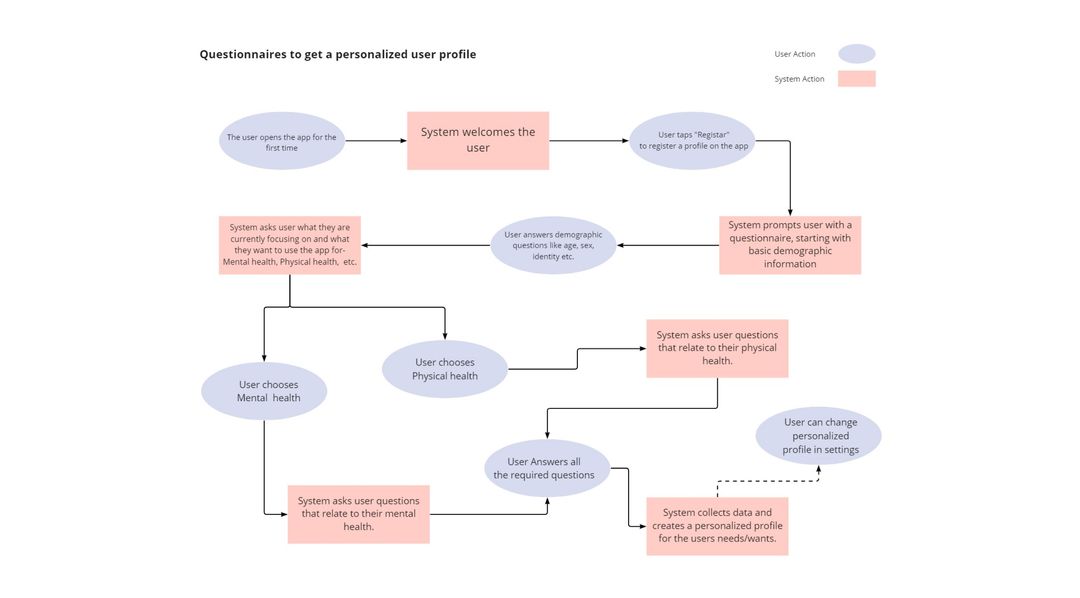 Questionnaires to get a personalized user profile
User Action
System Action
The user opens the app for the
first time
System welcomes the
user
User taps "Registar"
to register a profile on the app
System asks user what they are
currently focusing on and what
they want to use the app for-
Mental health, Physical health, etc.
User answers demographic
questions like age, sex,
identity etc.
System prompts user with a
questionnaire, starting with
basic demographic
information
User chooses
Mental health
User chooses
Physical health
System asks user questions
that relate to their physical
health.
User can change
personalized
profile in settings
User Answers all
the required questions
System asks user questions
that relate to their mental
health.
System collects data and
creates a personalized profile
for the users needs/wants.